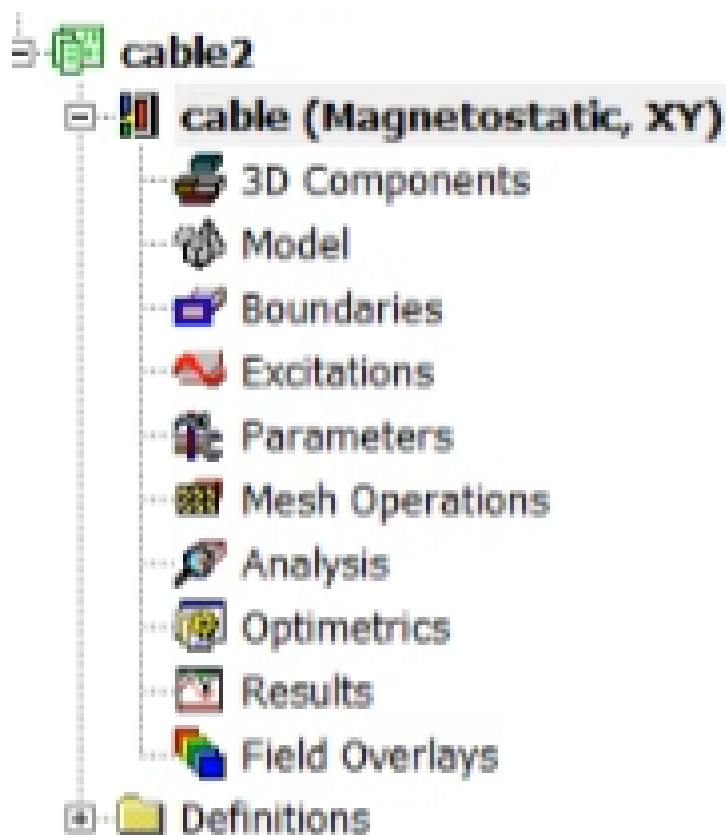 cable2
cable (Magnetostatic, XY)
3D Components
Model
Boundaries
Excitations
Parameters
Mesh Operations
Analysis
Optimetrics
Results
Field Overlays
Definitions